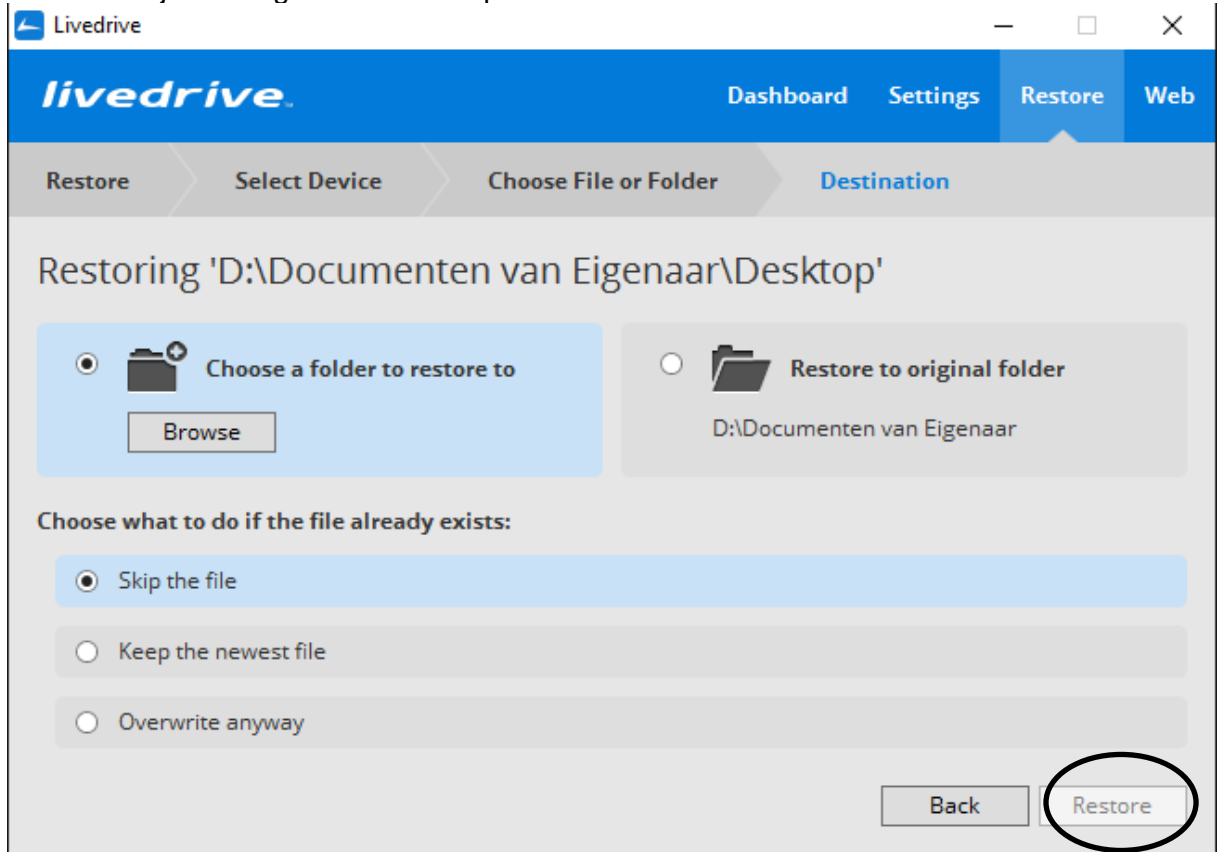 Livedrive
livedrive.
Dashboard Settings Restore Web
Restore Select Device Choose File or Folder Destination
Restoring 'D:\Documenten van Eigenaar\Desktop'
Choose a folder to restore to
Browse
Restore to original folder
D:\Documenten van Eigenaar
Choose what to do if the file already exists:
Skip the file
Keep the newest file
Overwrite anyway
Back Restore